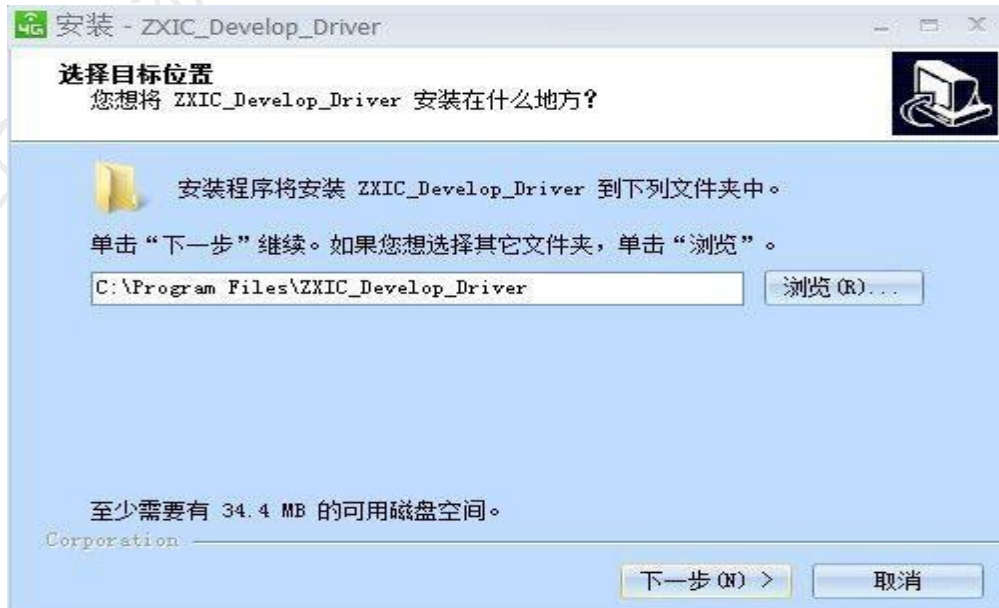 4G 安装 - ZXIC_Develop_Driver
选择目标位置
您想将 ZXIC_Develop_Driver 安装在什么地方?
安装程序将安装 ZXIC_Develop_Driver 到下列文件夹中。
单击“下一步”继续。如果您想选择其它文件夹，单击“浏览”。
C:\Program Files\ZXIC_Develop_Driver 浏览(R)...
至少需要有 34.4 MB 的可用磁盘空间。
Corporation
下一步(N) > 取消